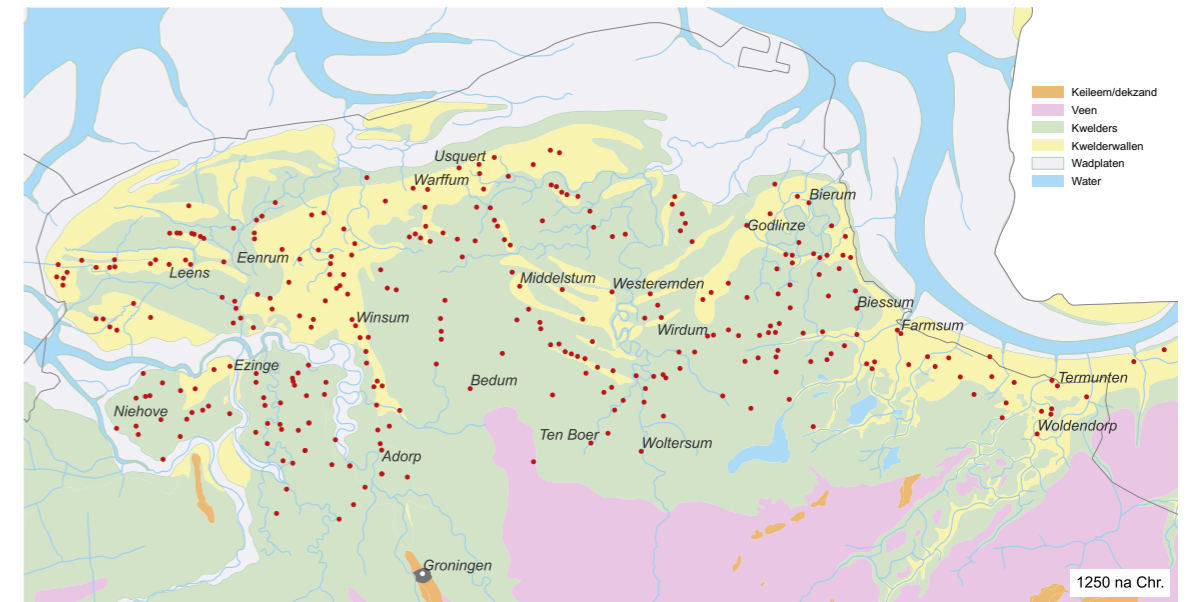 Keileem/dekzand
Veen
Kwelders
Kwelderwallen
Wadplaten
Water
Usquert
Warffum
Bierum
Godlinze
Eenrum
Leens
Middelstum
Westeremden
Biessum
Winsum
Wirdum
Farmsum
Ezinge
Bedum
Termunten
Niehove
Woldendorp
Ten Boer
Woltersum
Adorp
Groningen
1250 na Chr.